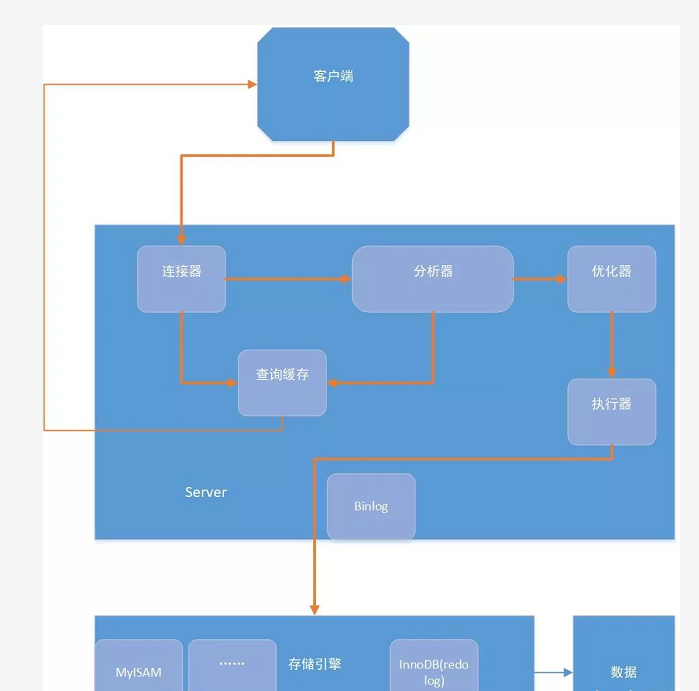 客户端
连接器
分析器
优化器
查询缓存
执行器
Server
Binlog
MyISAM
……
存储引擎
InnoDB(redo
log)
数据